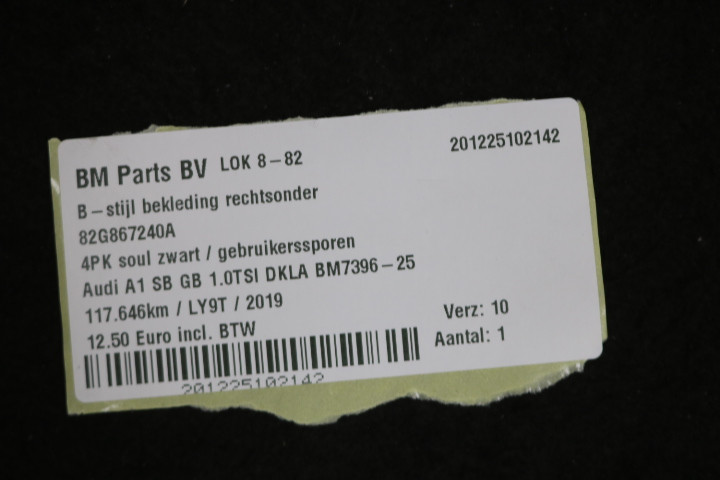 BM Parts BV LOK 8-82 201225102142
B-stijl bekleding rechtsonder
82G867240A
4PK soul zwart / gebruikerssporen
Audi A1 SB GB 1.0TSI DKLA BM7396-25
117.646km / LY9T / 2019
12.50 Euro incl. BTW
Verz: 10
Aantal: 1
201225102142